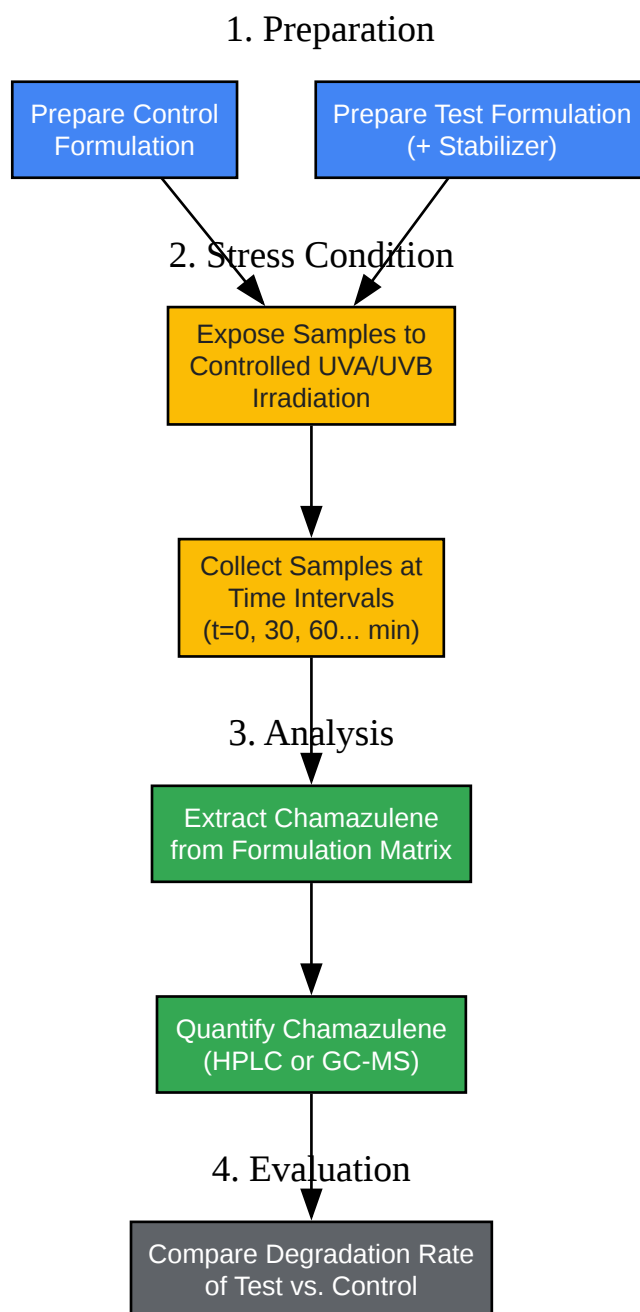 1. Preparation
Prepare Control
Formulation
Prepare Test Formulation
(+ Stabilizer)
2. Stress Condition
Expose Samples to
Controlled UVA/UVB
Irradiation
Collect Samples at
Time Intervals
(t=0, 30, 60... min)
3. Analysis
Extract Chamazulene
from Formulation Matrix
Quantify Chamazulene
(HPLC or GC-MS)
4. Evaluation
Compare Degradation Rate
of Test vs. Control